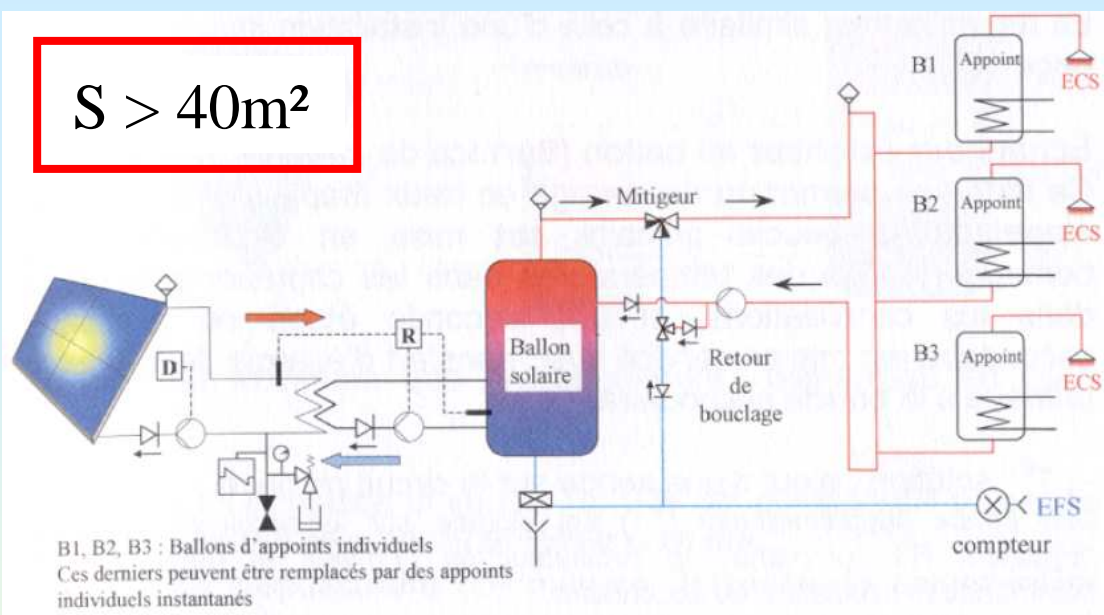 S > 40m²
B1
Appoint
ECS
Mitigeur
B2
Appoint
ECS
D
R
Ballon
solaire
Retour
de
bouclage
B3
Appoint
ECS
EFS
compteur
B1, B2, B3 : Ballons d'appoints individuels
Ces derniers peuvent être remplacés par des appoints
individuels instantanés